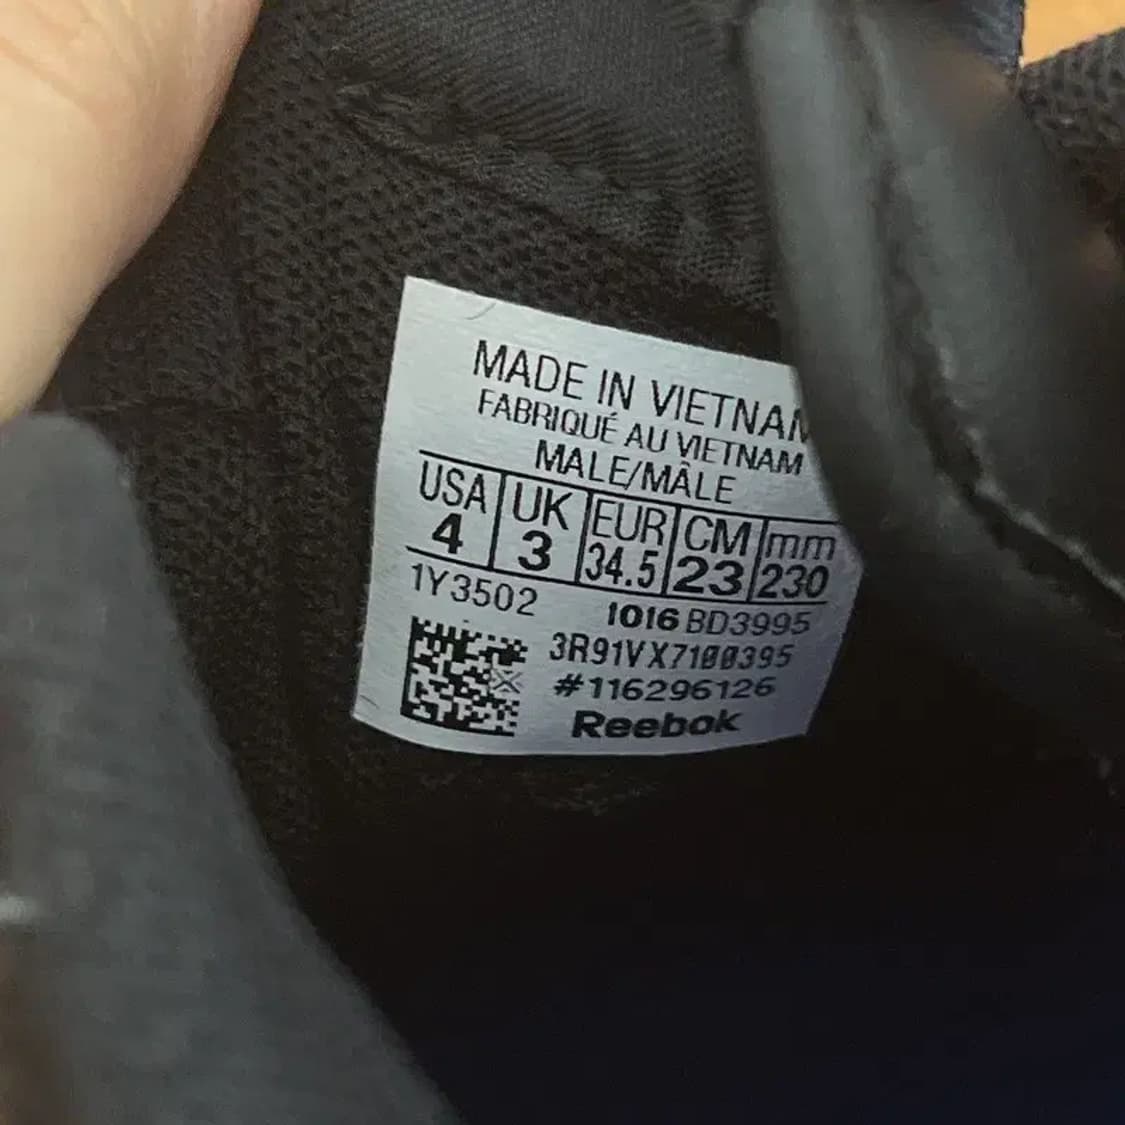 MADE IN VIETNAM
FABRIQUÉ AU VIETNAM
MALE/MÂLE
USA UK EUR CM mm
4 3 34.5 23 230
1Y3502 1016 BD3995
3R91VX7100395
#116296126
Reebok